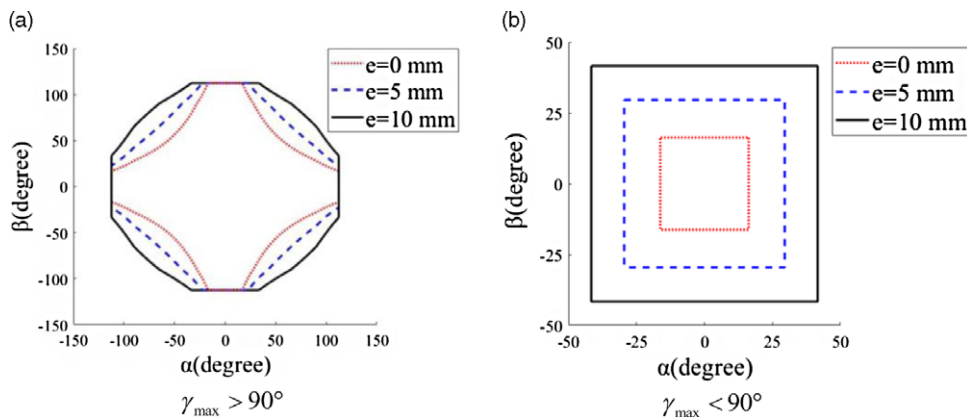 (a)
150
100
50
0
-50
-100
-150
-150 -100 -50 0 50 100 150
β(degree)
α(degree)
e=0 mm
e=5 mm
e=10 mm
γmax > 90°
(b)
50
25
0
-25
-50
-50 -25 0 25 50
β(degree)
α(degree)
e=0 mm
e=5 mm
e=10 mm
γmax < 90°